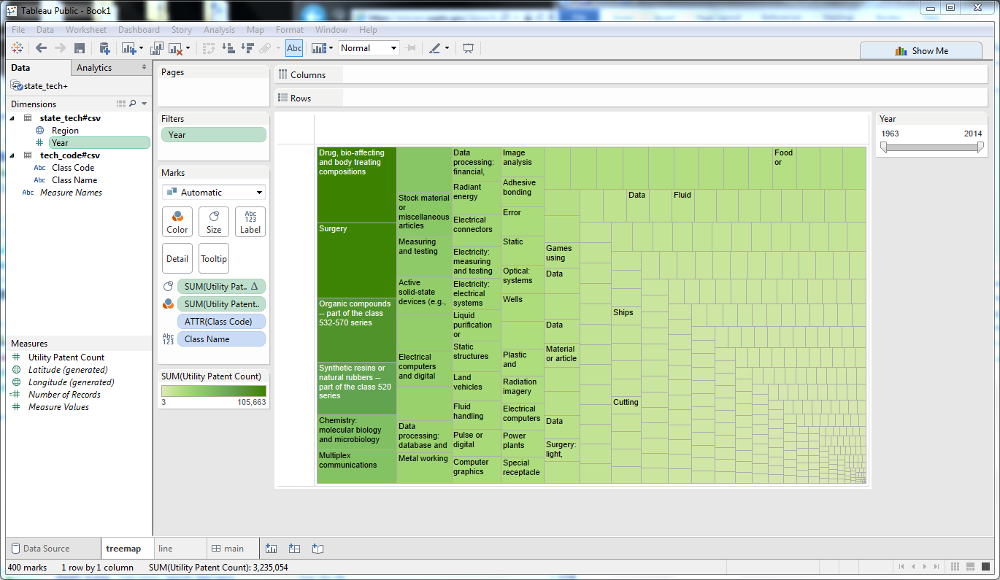 Tableau Public - Book1
File Data Worksheet Dashboard Story Analysis Map Format Window Help
Abc
Normal
Show Me
Data
Analytics
state_tech+
Dimensions
state_tech#csv
Region
Year
tech_code#csv
Abc Class Code
Abc Class Name
Abc Measure Names
Measures
Utility Patent Count
Latitude (generated)
Longitude (generated)
Number of Records
Measure Values
Pages
Filters
Year
Marks
Automatic
Color
Size
Abc
123
Label
Detail
Tooltip
SUM(Utility Pat.. Δ
SUM(Utility Patent..
ATTR(Class Code)
Abc
123
Class Name
SUM(Utility Patent Count)
3 105,663
Columns
Rows
Drug, bio-affecting
and body treating
compositions
Surgery
Organic compounds
-- part of the class
532-570 series
Synthetic resins or
natural rubbers --
part of the class 520
series
Chemistry:
molecular biology
and microbiology
Multiplex
communications
Stock material
or
miscellaneous
articles
Measuring
and testing
Active
solid-state
devices (e.g.,
Electrical
computers
and digital
Data
processing:
database and
Metal working
Data
processing:
financial,
Radiant
energy
Electrical
connectors
Electricity:
measuring
and testing
Electricity:
electrical
systems
Liquid
purification
or
Static
structures
Land
vehicles
Fluid
handling
Pulse or
digital
Computer
graphics
Image
analysis
Adhesive
bonding
Error
Static
Optical:
systems
Wells
Plastic
and
Radiation
imagery
Electrical
computers
Power
plants
Special
receptacle
Games
using
Data
Data
Material
or article
Data
Surgery:
light,
Ships
Cutting
Data
Fluid
Food
or
Year
1963 2014
Data Source
treemap
line
main
400 marks 1 row by 1 column SUM(Utility Patent Count): 3,235,054